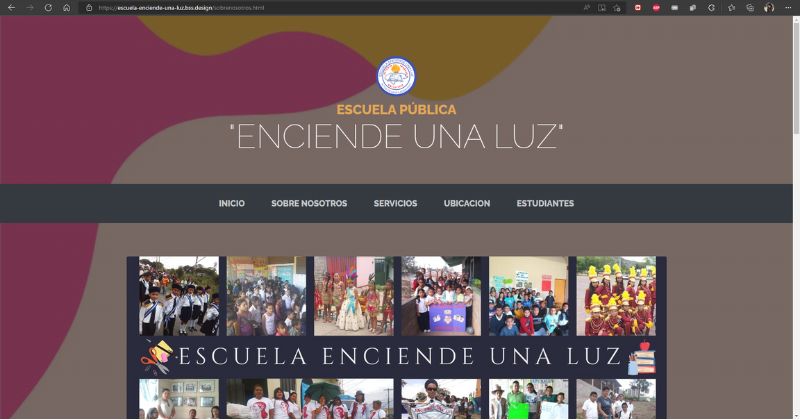 https://escuela-enciende-una-luz.bss.design/sobrenosotros.html
ESCUELA PÚBLICA
"ENCIENDE UNA LUZ"
INICIO SOBRE NOSOTROS SERVICIOS UBICACION ESTUDIANTES
ESCUELA ENCIENDE UNA LUZ